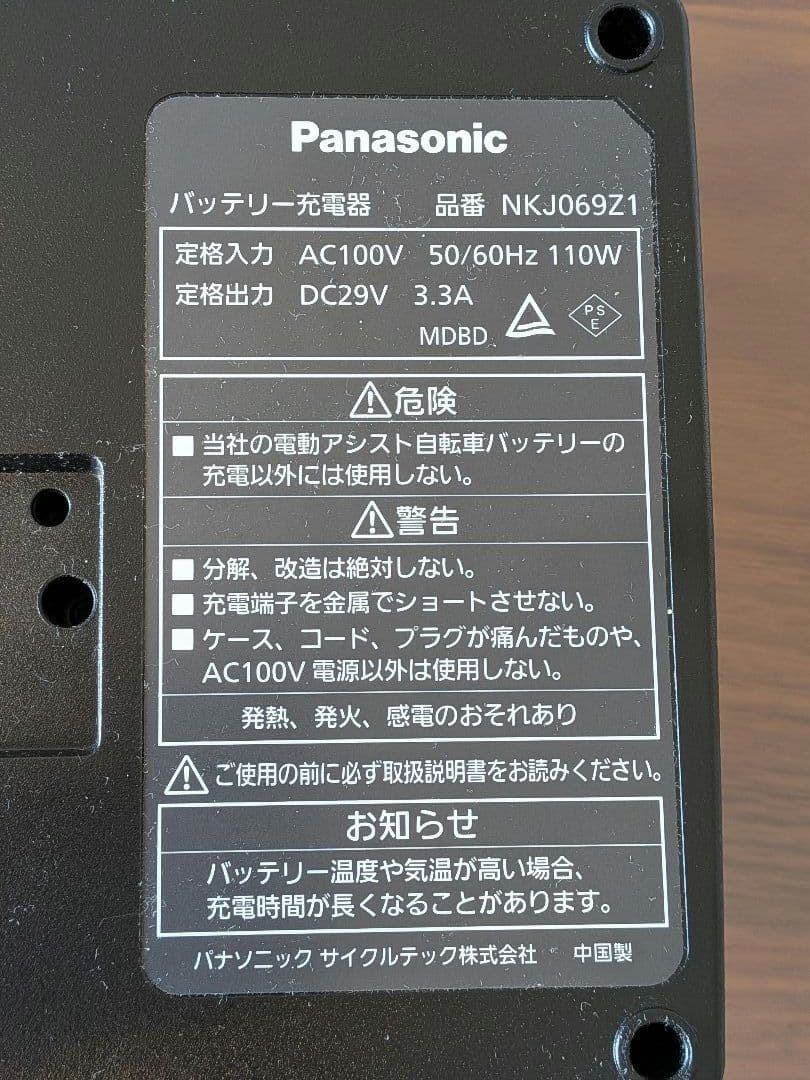 Panasonic
バッテリー充電器 品番 NKJ069Z1
定格入力 AC100V 50/60Hz 110W
定格出力 DC29V 3.3A
MDBD
PS
E
危険
■ 当社の電動アシスト自転車バッテリーの
充電以外には使用しない。
警告
■ 分解、改造は絶対しない。
■ 充電端子を金属でショートさせない。
■ ケース、コード、プラグが痛んだものや、
AC100V 電源以外は使用しない。
発熱、発火、感電のおそれあり
ご使用の前に必ず取扱説明書をお読みください。
お知らせ
バッテリー温度や気温が高い場合、
充電時間が長くなることがあります。
パナソニック サイクルテック株式会社 中国製